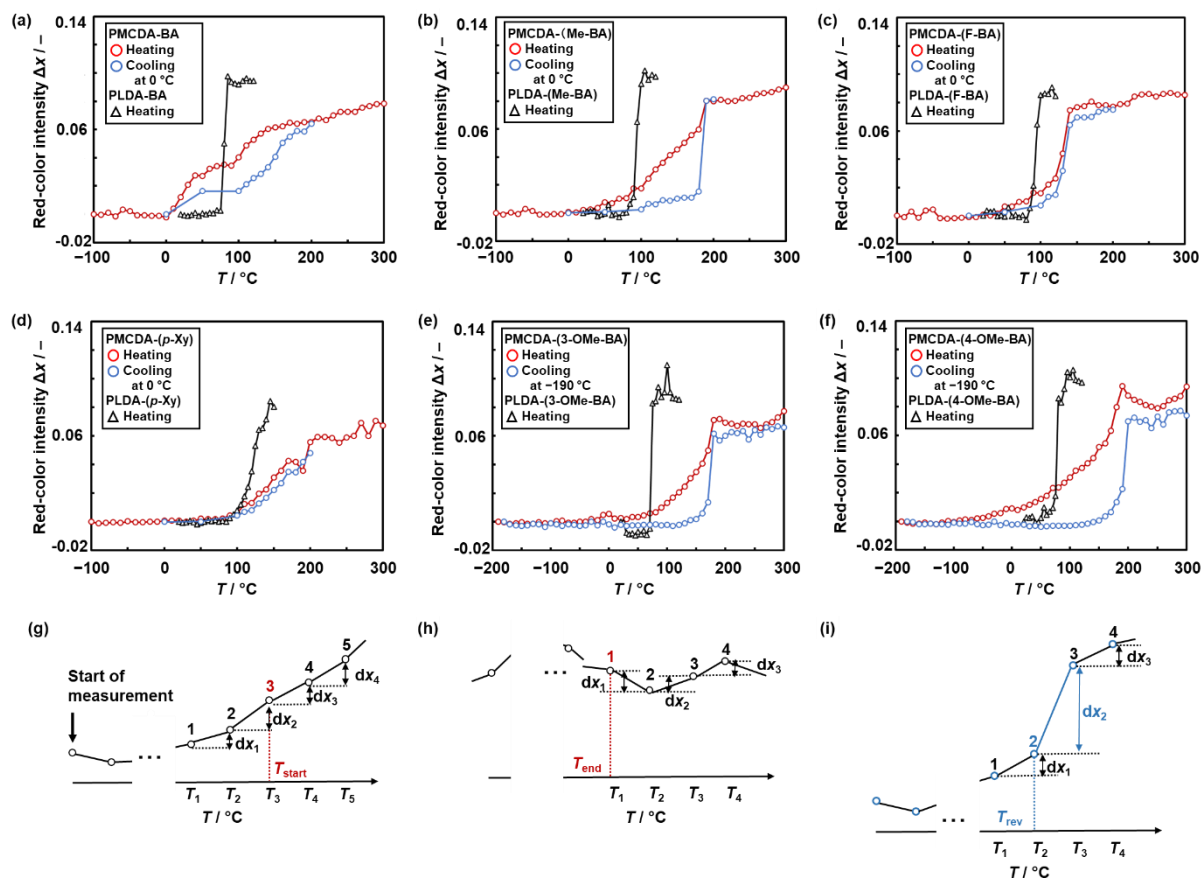 (a)
0.14
0.06
-0.02
Red-color intensity Δx / –
PMCDA-BA
Heating
Cooling
at 0 °C
PLDA-BA
Heating
−100 0 100 200 300
T / °C
(b)
0.14
0.06
-0.02
Red-color intensity Δx / –
PMCDA-(Me-BA)
Heating
Cooling
at 0 °C
PLDA-(Me-BA)
Heating
−100 0 100 200 300
T / °C
(c)
0.14
0.06
-0.02
Red-color intensity Δx / –
PMCDA-(F-BA)
Heating
Cooling
at 0 °C
PLDA-(F-BA)
Heating
−100 0 100 200 300
T / °C
(d)
0.14
0.06
-0.02
Red-color intensity Δx / –
PMCDA-(p-Xy)
Heating
Cooling
at 0 °C
PLDA-(p-Xy)
Heating
−100 0 100 200 300
T / °C
(e)
0.14
0.06
-0.02
Red-color intensity Δx / –
PMCDA-(3-OMe-BA)
Heating
Cooling
at −190 °C
PLDA-(3-OMe-BA)
Heating
−200 −100 0 100 200 300
T / °C
(f)
0.14
0.06
-0.02
Red-color intensity Δx / –
PMCDA-(4-OMe-BA)
Heating
Cooling
at −190 °C
PLDA-(4-OMe-BA)
Heating
−200 −100 0 100 200 300
T / °C
(g)
Start of
measurement
...
1 2 3 4 5
dx1 dx2 dx3 dx4
Tstart
T1 T2 T3 T4 T5
T / °C
(h)
...
1 2 3 4
dx1 dx2 dx3
Tend
T1 T2 T3 T4
T / °C
(i)
...
1 2 3 4
dx1 dx2 dx3
Trev
T1 T2 T3 T4
T / °C